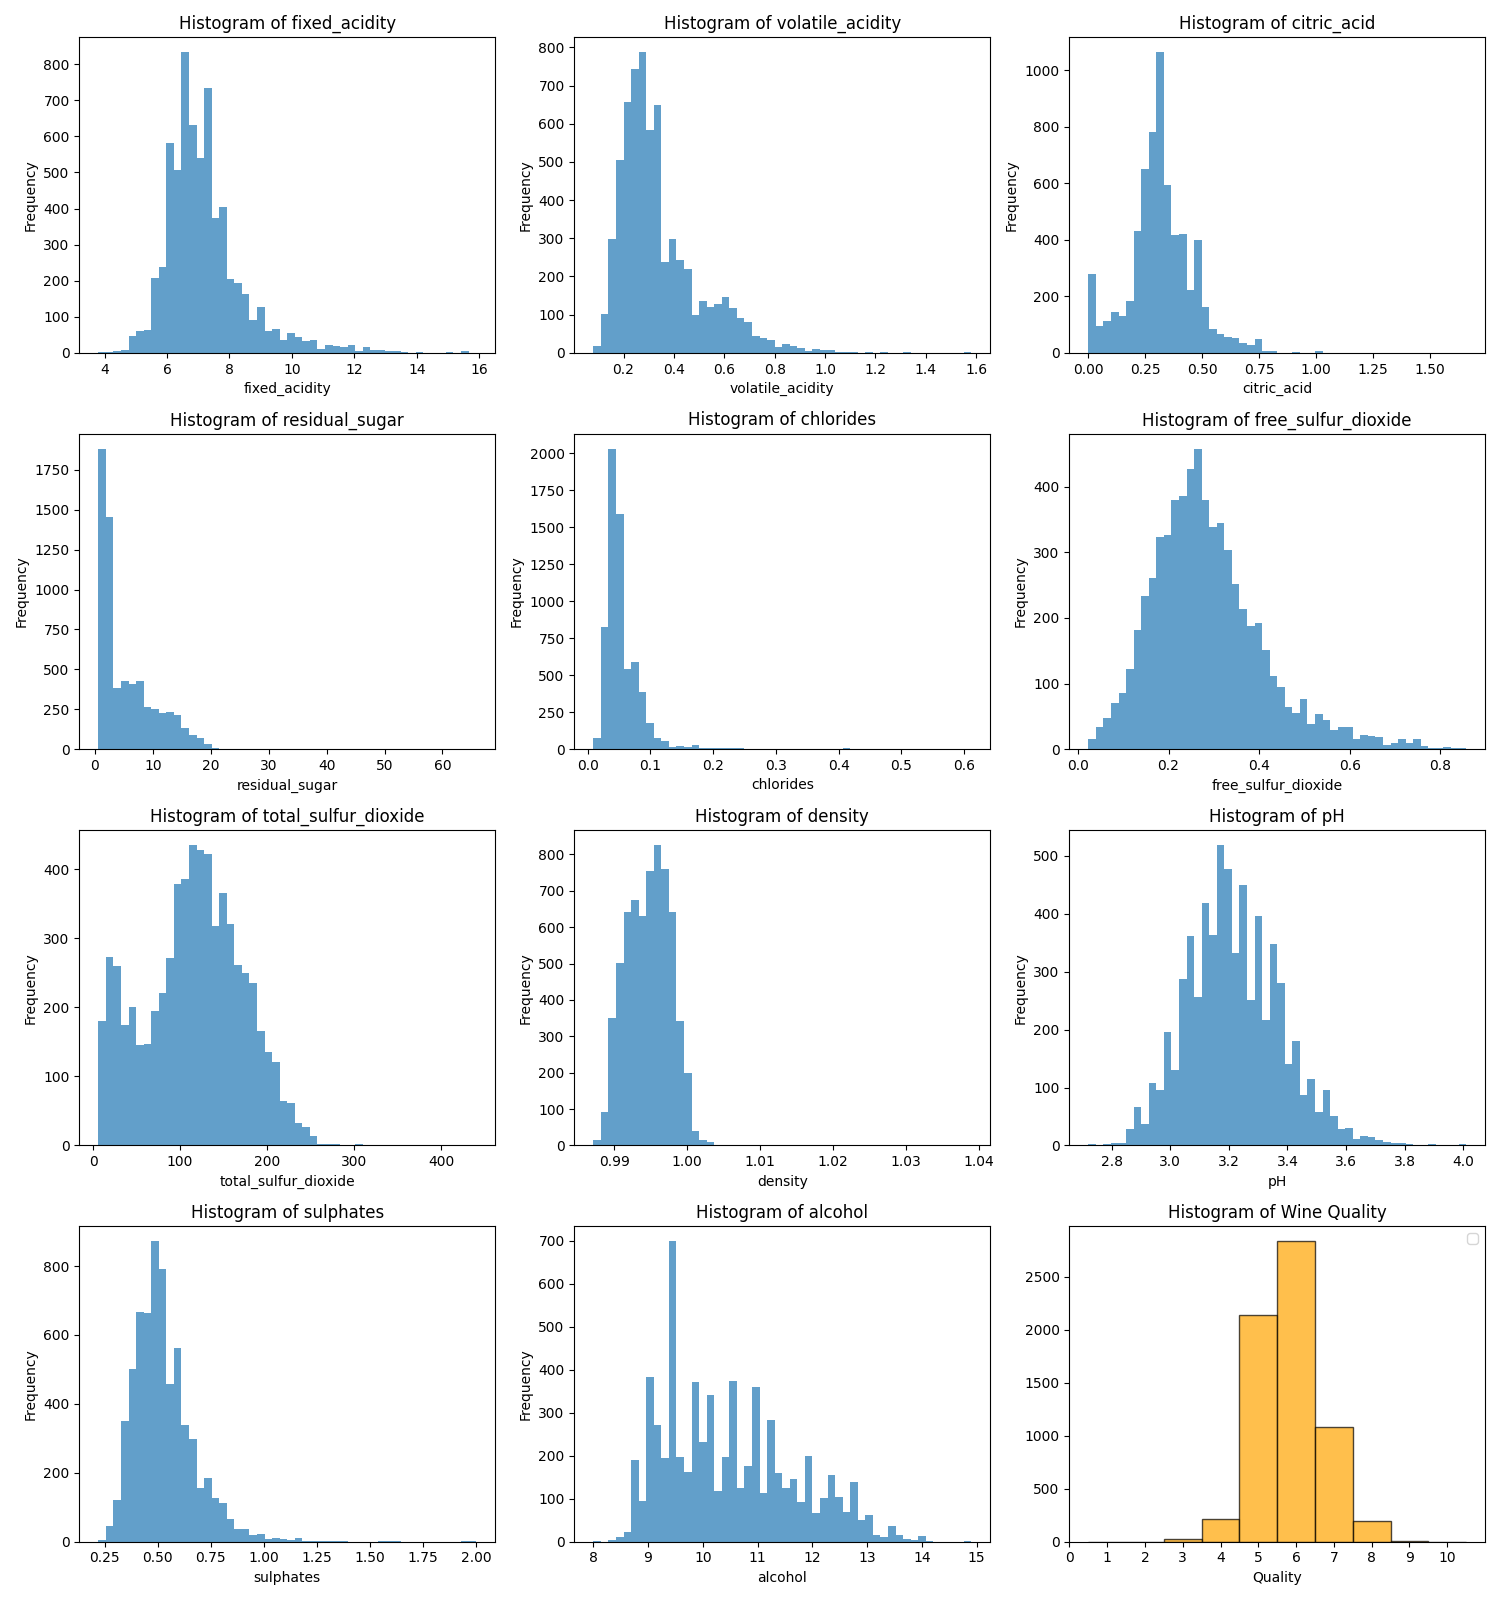 Histogram of fixed_acidity
Frequency
0 100 200 300 400 500 600 700 800
4 6 8 10 12 14 16
fixed_acidity
Histogram of volatile_acidity
Frequency
0 100 200 300 400 500 600 700 800
0.2 0.4 0.6 0.8 1.0 1.2 1.4 1.6
volatile_acidity
Histogram of citric_acid
Frequency
0 200 400 600 800 1000
0.00 0.25 0.50 0.75 1.00 1.25 1.50
citric_acid
Histogram of residual_sugar
Frequency
0 250 500 750 1000 1250 1500 1750
0 10 20 30 40 50 60
residual_sugar
Histogram of chlorides
Frequency
0 250 500 750 1000 1250 1500 1750 2000
0.0 0.1 0.2 0.3 0.4 0.5 0.6
chlorides
Histogram of free_sulfur_dioxide
Frequency
0 100 200 300 400
0.0 0.2 0.4 0.6 0.8
free_sulfur_dioxide
Histogram of total_sulfur_dioxide
Frequency
0 100 200 300 400
0 100 200 300 400
total_sulfur_dioxide
Histogram of density
Frequency
0 100 200 300 400 500 600 700 800
0.99 1.00 1.01 1.02 1.03 1.04
density
Histogram of pH
Frequency
0 100 200 300 400 500
2.8 3.0 3.2 3.4 3.6 3.8 4.0
pH
Histogram of sulphates
Frequency
0 200 400 600 800
0.25 0.50 0.75 1.00 1.25 1.50 1.75 2.00
sulphates
Histogram of alcohol
Frequency
0 100 200 300 400 500 600 700
8 9 10 11 12 13 14 15
alcohol
Histogram of Wine Quality
0 500 1000 1500 2000 2500
0 1 2 3 4 5 6 7 8 9 10
Quality